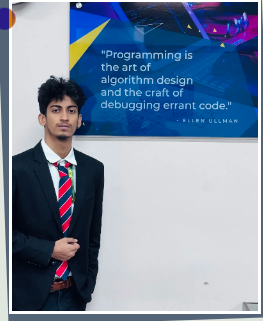 "Programming is
the art of
algorithm design
and the craft of
debugging errant code."
- ELLEN ULLMAN